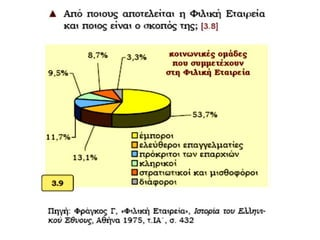 ▲ Από ποιους αποτελείται η Φιλική Εταιρεία
και ποιος είναι ο σκοπός της; [3.8]
κοινωνικές ομάδες
που συμμετέχουν
στη Φιλική Εταιρεία
8,7%
3,3%
9,5%
53,7%
11,7%
13,1%
έμποροι
ελεύθεροι επαγγελματίες
πρόκριτοι των επαρχιών
κληρικοί
στρατιωτικοί και μισθοφόροι
διάφοροι
3.9
Πηγή: Φράγκος Γ, «Φιλική Εταιρεία», Ιστορία του Ελλην-
κού Έθνους, Αθήνα 1975, τ.ΙΑ΄, σ. 432